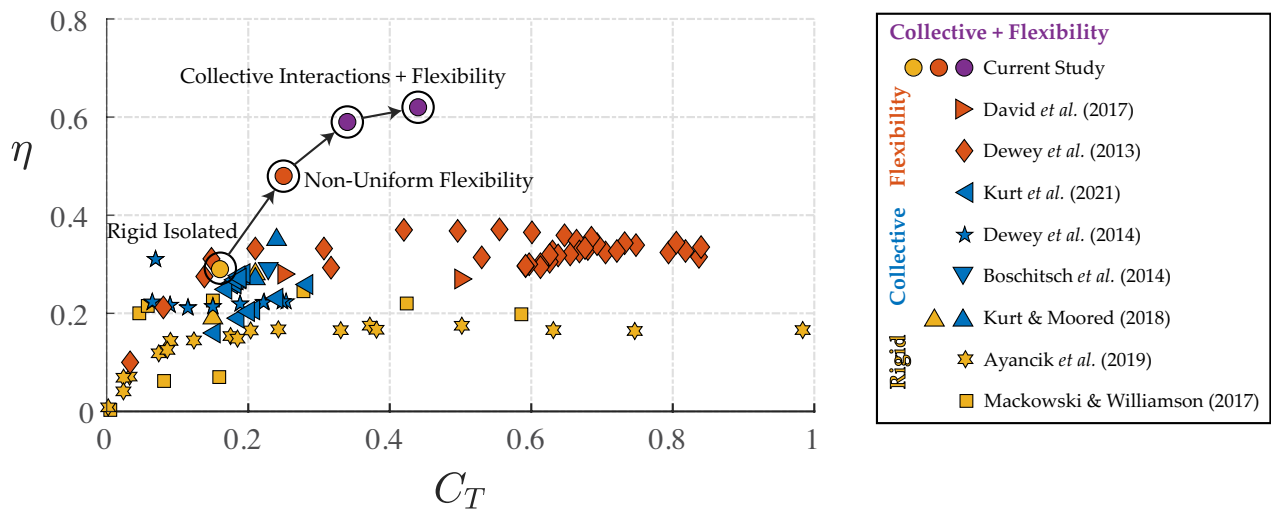 0.8
0.6
0.4
0.2
0
η
0
0.2
0.4
0.6
0.8
1
C_T
Collective Interactions + Flexibility
Non-Uniform Flexibility
Rigid Isolated
Collective + Flexibility
Current Study
Flexibility
David et al. (2017)
Dewey et al. (2013)
Kurt et al. (2021)
Collective
Dewey et al. (2014)
Boschitsch et al. (2014)
Kurt & Moored (2018)
Rigid
Ayancik et al. (2019)
Mackowski & Williamson (2017)